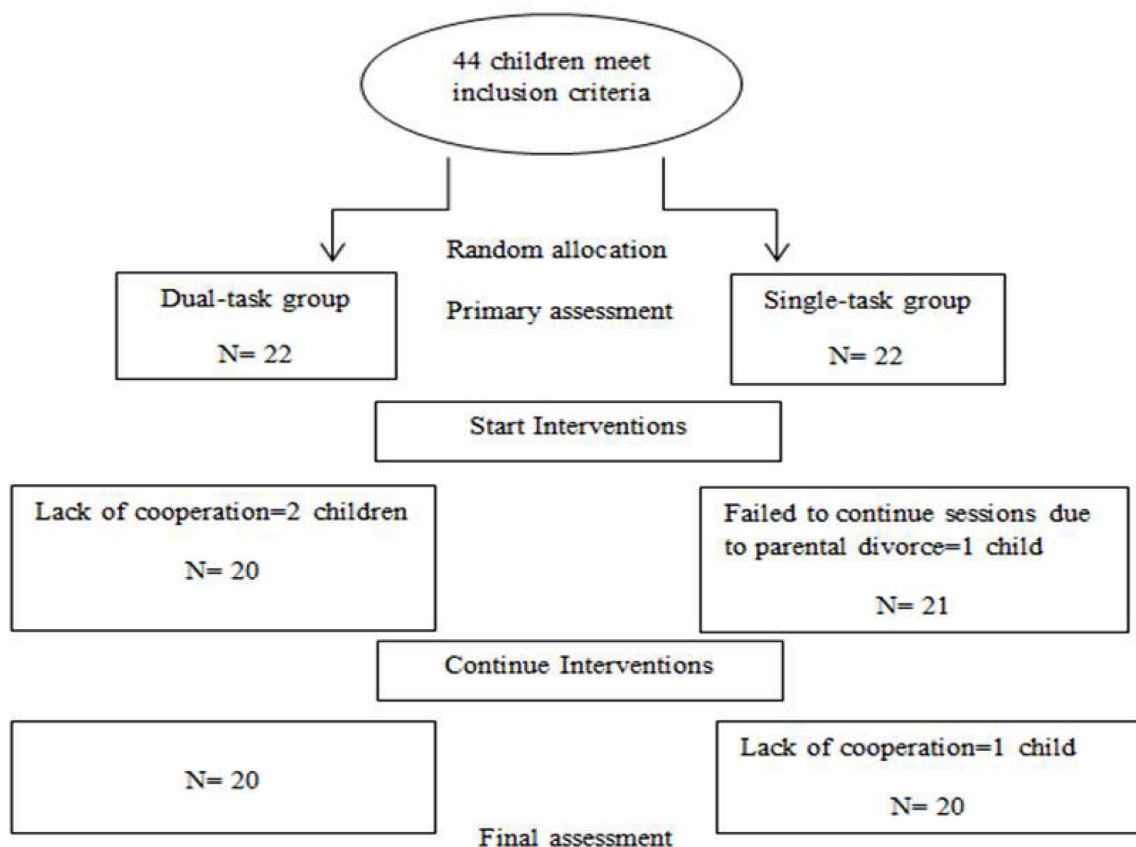 44 children meet
inclusion criteria
Random allocation
Dual-task group
N= 22
Primary assessment
Single-task group
N= 22
Start Interventions
Lack of cooperation=2 children
N= 20
Failed to continue sessions due
to parental divorce=1 child
N= 21
Continue Interventions
N= 20
Lack of cooperation=1 child
N= 20
Final assessment